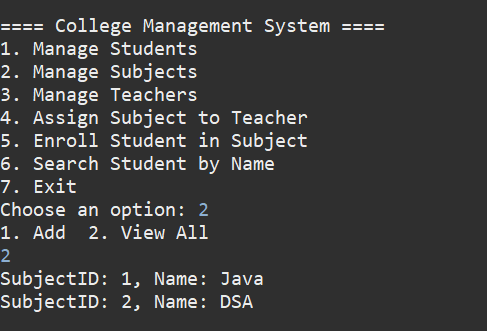 ==== College Management System ====
1. Manage Students
2. Manage Subjects
3. Manage Teachers
4. Assign Subject to Teacher
5. Enroll Student in Subject
6. Search Student by Name
7. Exit
Choose an option: 2
1. Add  2. View All
2
SubjectID: 1, Name: Java
SubjectID: 2, Name: DSA